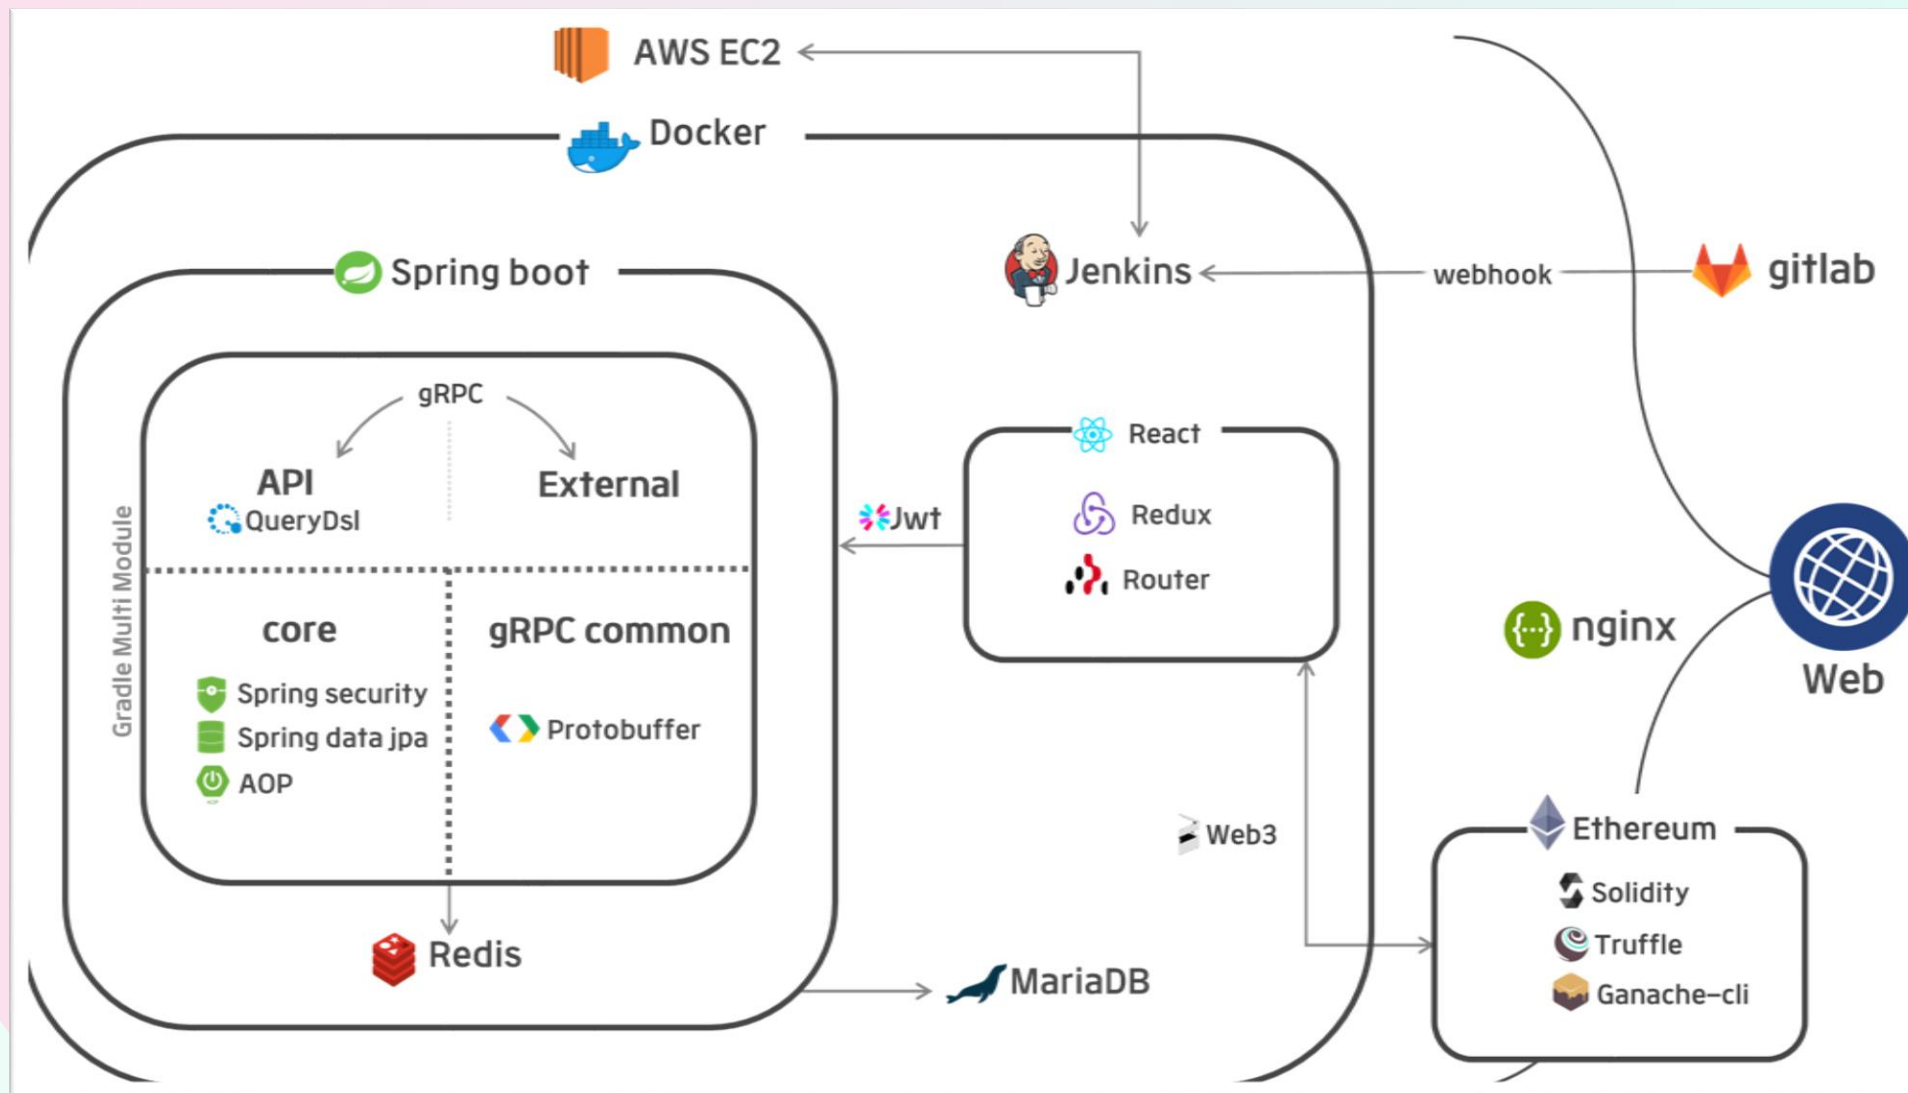 AWS EC2
Docker
Spring boot
Jenkins
webhook
gitlab
gRPC
API
QueryDsl
External
Gradle Multi Module
core
Spring security
Spring data jpa
AOP
gRPC common
Protobuffer
Redis
Jwt
React
Redux
Router
nginx
Web
Web3
MariaDB
Ethereum
Solidity
Truffle
Ganache-cli